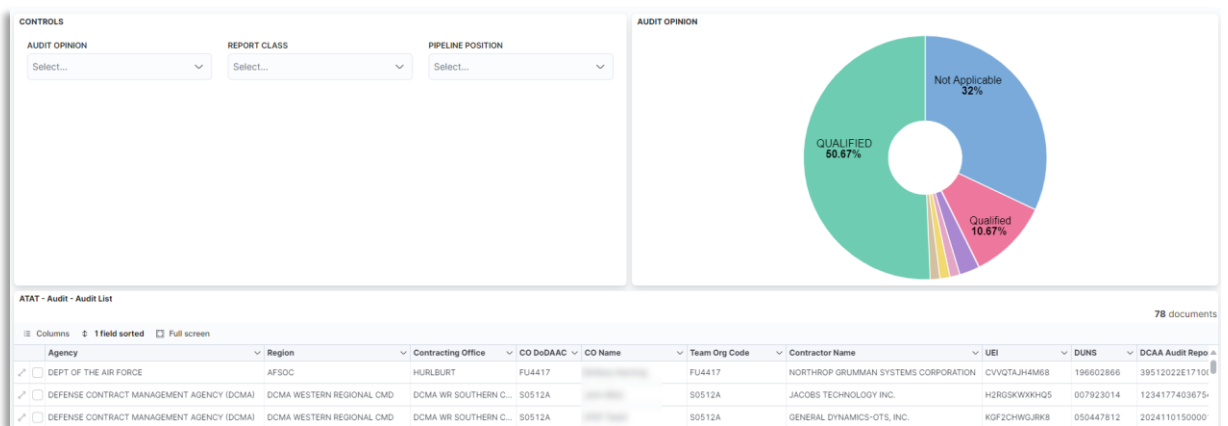 CONTROLS
AUDIT OPINION REPORT CLASS PIPELINE POSITION
Select... Select... Select...
AUDIT OPINION
Not Applicable
32%
QUALIFIED
50.67%
Qualified
10.67%
ATAT - Audit - Audit List
78 documents
Columns 1 field sorted Full screen
Agency Region Contracting Office CO DoDAAC CO Name Team Org Code Contractor Name UEI DUNS DCAA Audit Repo
DEPT OF THE AIR FORCE AFSOC HURLBURT FU4417 FU4417 NORTHROP GRUMMAN SYSTEMS CORPORATION CVVQTAJH4M68 196602866 39512022E1710
DEFENSE CONTRACT MANAGEMENT AGENCY (DCMA) DCMA WESTERN REGIONAL CMD DCMA WR SOUTHERN C... S0512A S0512A JACOBS TECHNOLOGY INC. H2RGSKWXKHQ5 007923014 1234177403675
DEFENSE CONTRACT MANAGEMENT AGENCY (DCMA) DCMA WESTERN REGIONAL CMD DCMA WR SOUTHERN C... S0512A S0512A GENERAL DYNAMICS-OTS, INC. KGF2CHWGJRK8 050447812 2024110150000